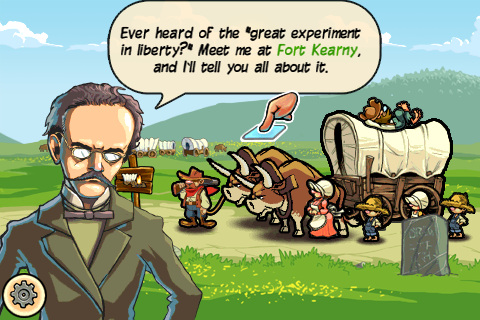 Ever heard of the "great experiment
in liberty?" Meet me at Fort Kearny,
and I'll tell you all about it.